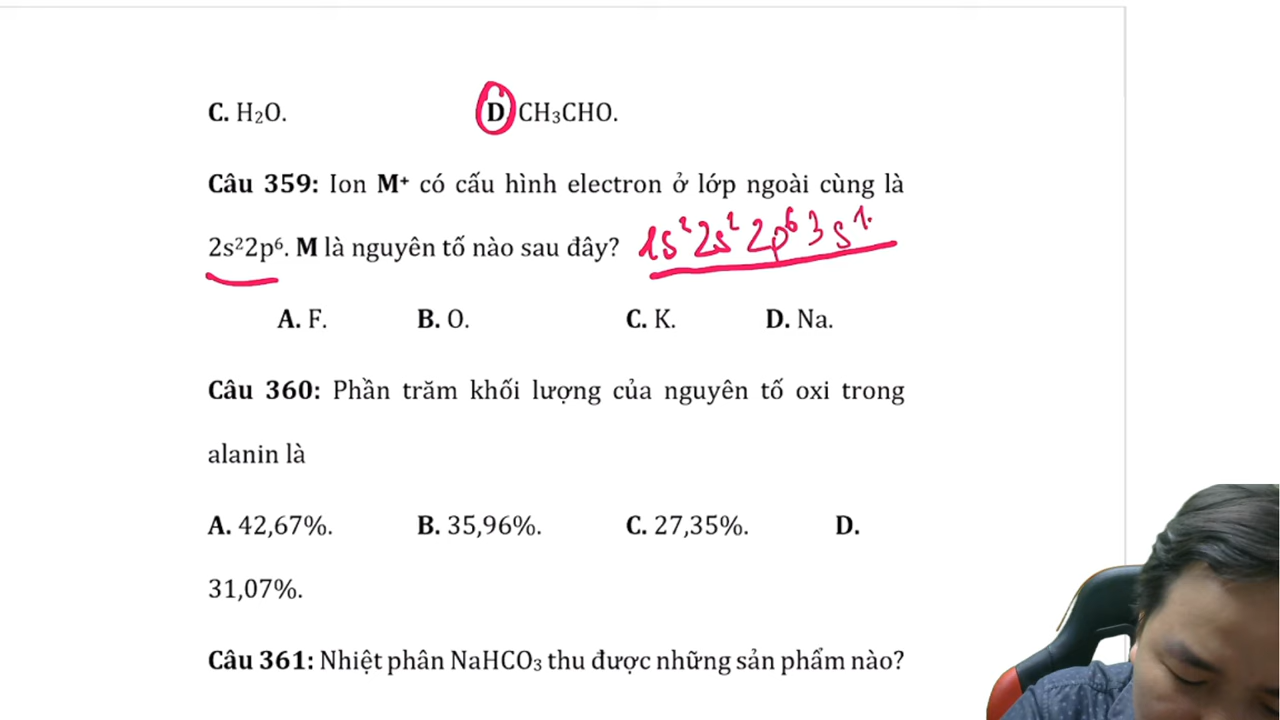 C. H₂O. D. CH₃CHO.
Câu 359: Ion M⁺ có cấu hình electron ở lớp ngoài cùng là
2s²2p⁶. M là nguyên tố nào sau đây? 1s²2s²2p⁶3s¹.
A. F. B. O. C. K. D. Na.
Câu 360: Phần trăm khối lượng của nguyên tố oxi trong
alanin là
A. 42,67%. B. 35,96%. C. 27,35%. D.
31,07%.
Câu 361: Nhiệt phân NaHCO₃ thu được những sản phẩm nào?